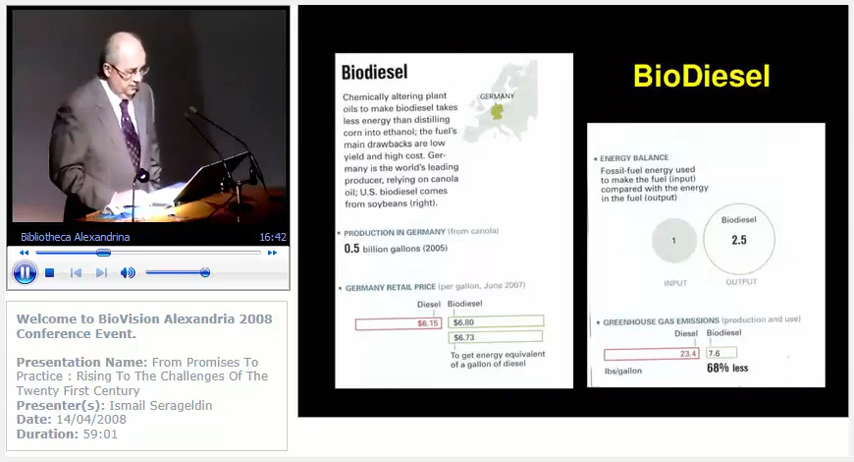 Bibliotheca Alexandrina 16:42
Welcome to BioVision Alexandria 2008
Conference Event.
Presentation Name: From Promises To
Practice : Rising To The Challenges Of The
Twenty First Century
Presenter(s): Ismail Serageldin
Date: 14/04/2008
Duration: 59:01
Biodiesel
Chemically altering plant
oils to make biodiesel takes
less energy than distilling
corn into ethanol; the fuel's
main drawbacks are low
yield and high cost. Ger-
many is the world's leading
producer, relying on canola
oil; U.S. biodiesel comes
from soybeans (right).
GERMANY
• PRODUCTION IN GERMANY (from canola)
0.5 billion gallons (2005)
• GERMANY RETAIL PRICE (per gallon, June 2007)
Diesel Biodiesel
$6.15 $6.80
$6.73
To get energy equivalent
of a gallon of diesel
BioDiesel
• ENERGY BALANCE
Fossil-fuel energy used
to make the fuel (input)
compared with the energy
in the fuel (output)
Biodiesel
1 2.5
INPUT OUTPUT
• GREENHOUSE GAS EMISSIONS (production and use)
Diesel Biodiesel
23.4 7.6
lbs/gallon 68% less